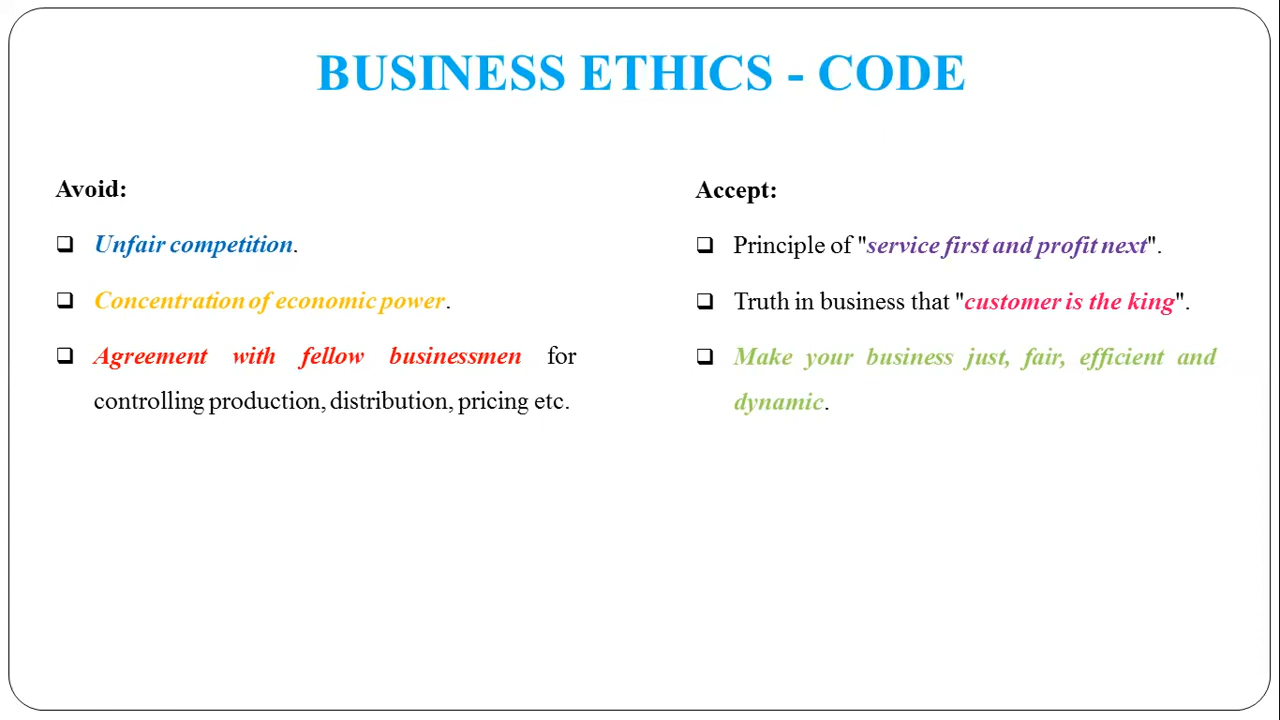 BUSINESS ETHICS - CODE
Avoid:
❑ Unfair competition.
❑ Concentration of economic power.
❑ Agreement with fellow businessmen for
controlling production, distribution, pricing etc.
Accept:
❑ Principle of "service first and profit next".
❑ Truth in business that "customer is the king".
❑ Make your business just, fair, efficient and
dynamic.